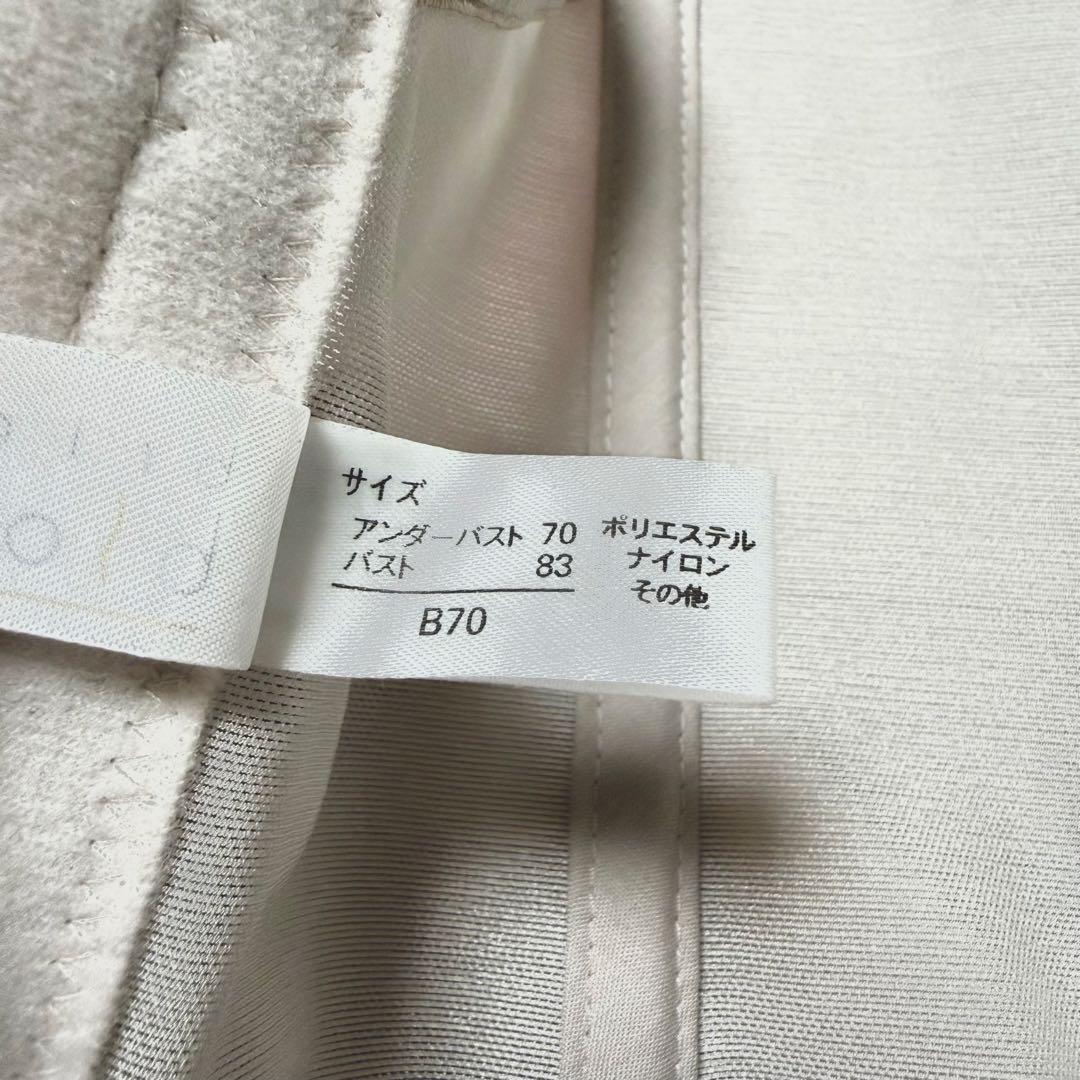 サイズ
アンダーバスト 70
バスト 83
B70
ポリエステル
ナイロン
その他